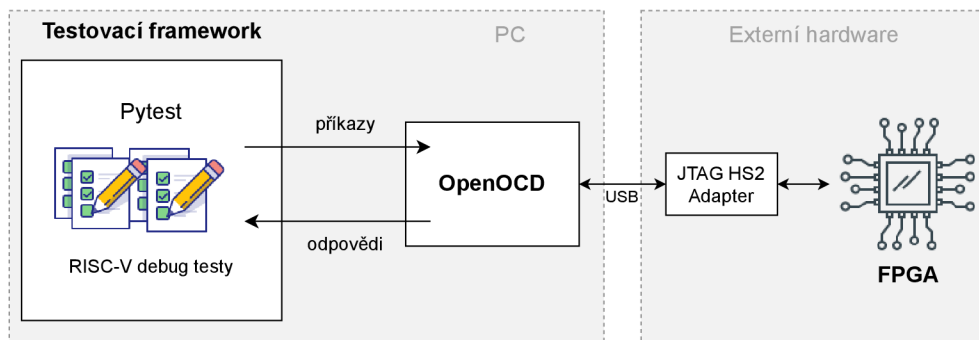 Testovací framework
PC
Externí hardware
Pytest
příkazy
OpenOCD
odpovědi
RISC-V debug testy
USB
JTAG HS2
Adapter
FPGA